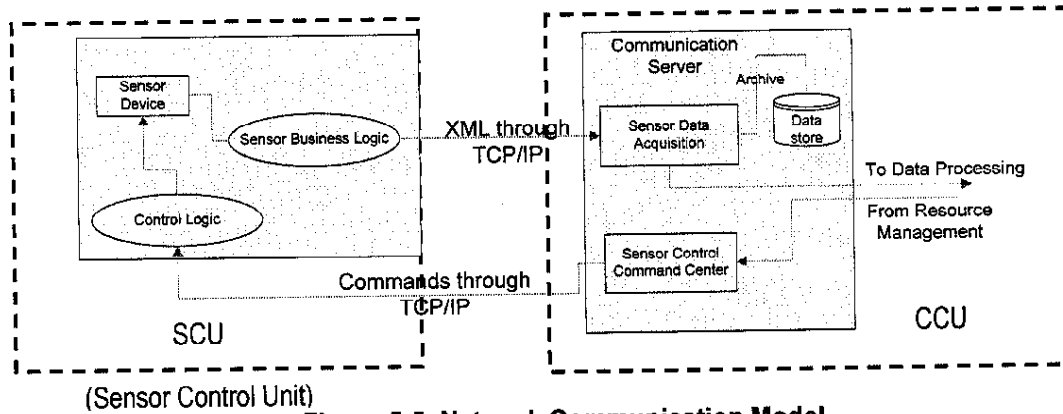 Sensor
Device
Sensor Business Logic
Control Logic
SCU
(Sensor Control Unit)
XML through
TCP/IP
Commands through
TCP/IP
Communication
Server
Archive
Data
store
Sensor Data
Acquisition
Sensor Control
Command Center
To Data Processing
From Resource
Management
CCU
Network Communication Model